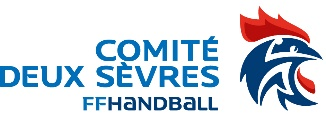 COMITÉ
DEUX SÈVRES
FFHANDBALL